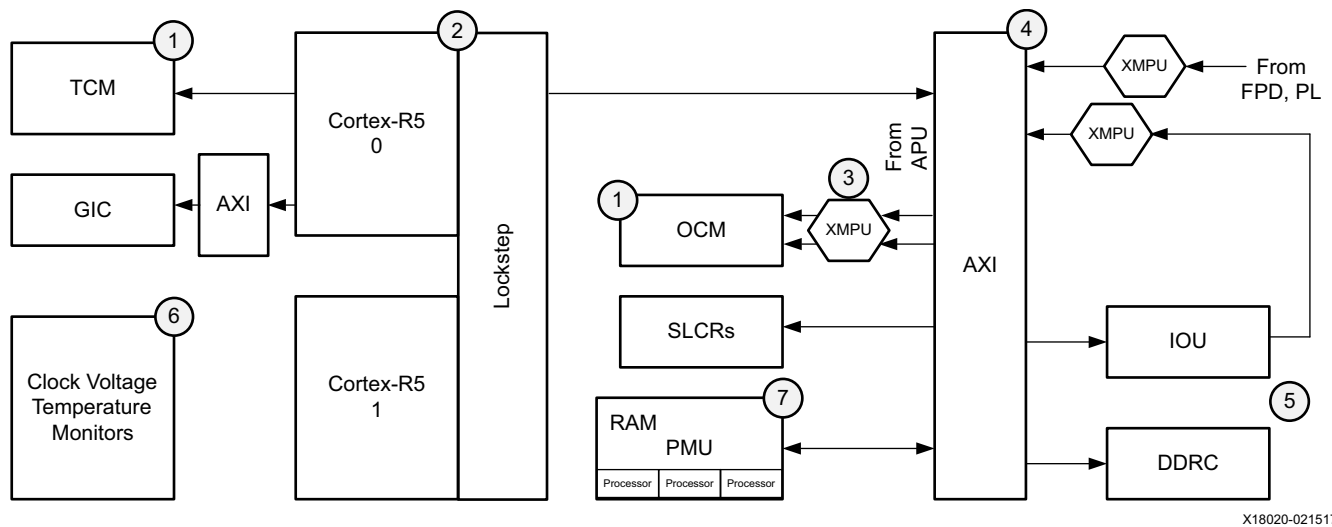 1
TCM
GIC
AXI
6
Clock Voltage
Temperature
Monitors
2
Cortex-R5
0
Cortex-R5
1
Lockstep
1
OCM
3
XMPU
From
APU
SLCRs
7
RAM
PMU
Processor
Processor
Processor
4
AXI
XMPU
From
FPD, PL
XMPU
IOU
5
DDRC
X18020-021517